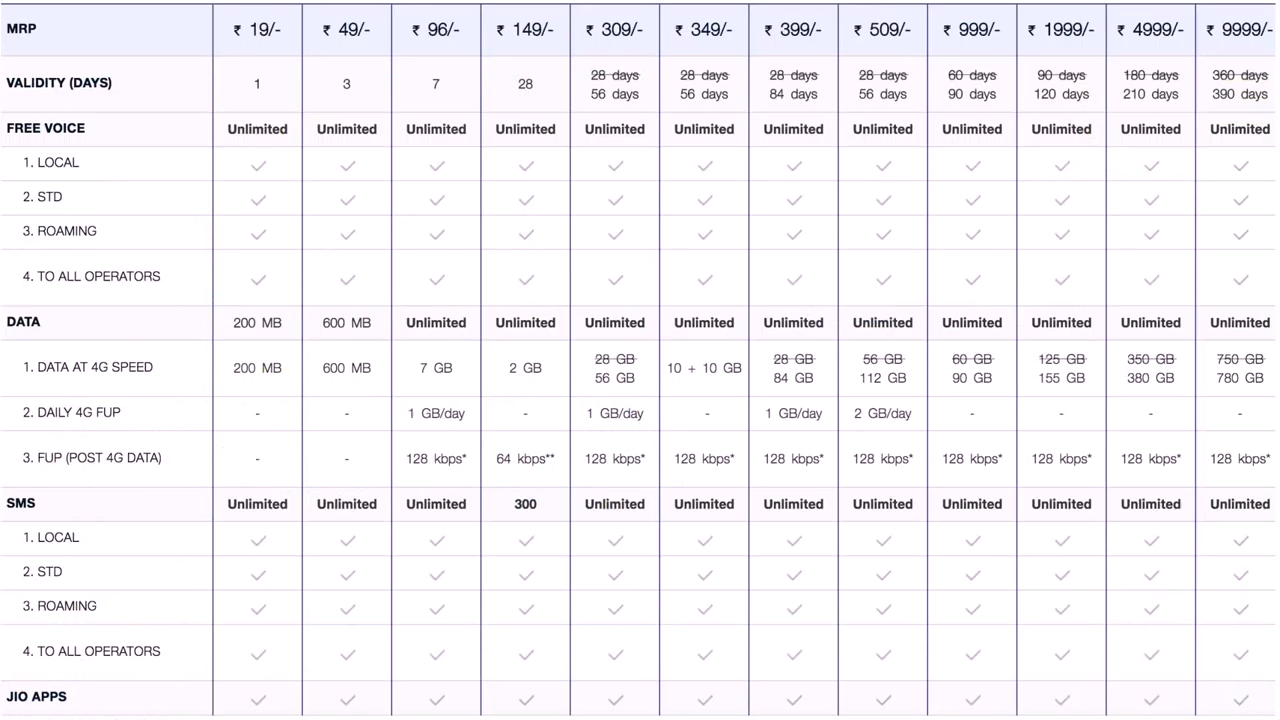 MRP ₹ 19/- ₹ 49/- ₹ 96/- ₹ 149/- ₹ 309/- ₹ 349/- ₹ 399/- ₹ 509/- ₹ 999/- ₹ 1999/- ₹ 4999/- ₹ 9999/-
28 days 28 days 28 days 28 days 60 days 90 days 180 days 360 days
VALIDITY (DAYS) 1 3 7 28 56 days 56 days 84 days 56 days 90 days 120 days 210 days 390 days
FREE VOICE Unlimited Unlimited Unlimited Unlimited Unlimited Unlimited Unlimited Unlimited Unlimited Unlimited Unlimited Unlimited
1. LOCAL
2. STD
3. ROAMING
4. TO ALL OPERATORS
DATA 200 MB 600 MB Unlimited Unlimited Unlimited Unlimited Unlimited Unlimited Unlimited Unlimited Unlimited Unlimited
28 GB 28 GB 56 GB 60 GB 125 GB 350 GB 750 GB
1. DATA AT 4G SPEED 200 MB 600 MB 7 GB 2 GB 56 GB 10 + 10 GB 84 GB 112 GB 90 GB 155 GB 380 GB 780 GB
2. DAILY 4G FUP - - 1 GB/day - 1 GB/day - 1 GB/day 2 GB/day - - - -
3. FUP (POST 4G DATA) - - 128 kbps* 64 kbps** 128 kbps* 128 kbps* 128 kbps* 128 kbps* 128 kbps* 128 kbps* 128 kbps* 128 kbps*
SMS Unlimited Unlimited Unlimited 300 Unlimited Unlimited Unlimited Unlimited Unlimited Unlimited Unlimited Unlimited
1. LOCAL
2. STD
3. ROAMING
4. TO ALL OPERATORS
JIO APPS